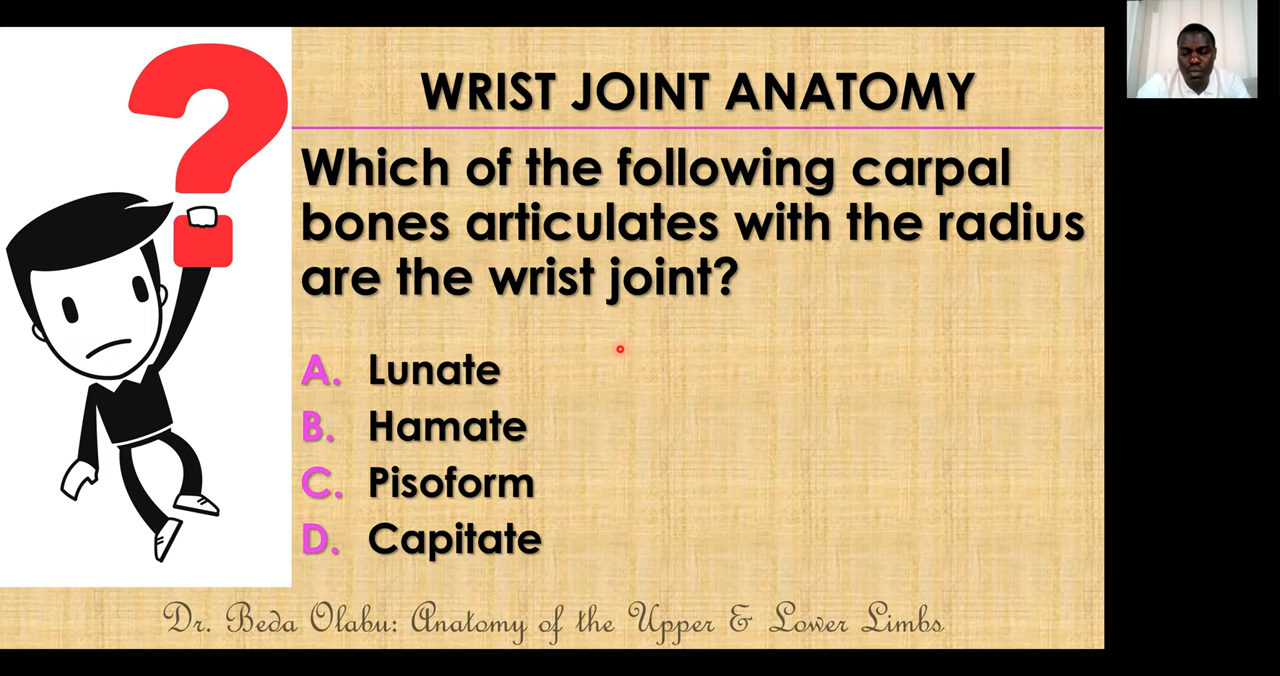 WRIST JOINT ANATOMY
Which of the following carpal
bones articulates with the radius
are the wrist joint?
A. Lunate
B. Hamate
C. Pisoform
D. Capitate
Dr. Beda Olabu: Anatomy of the Upper & Lower Limbs